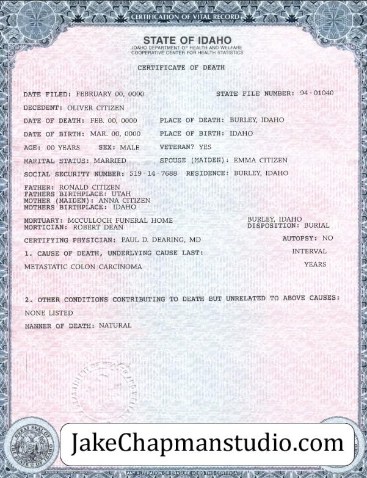 CERTIFICATION OF VITAL RECORD
STATE OF IDAHO
IDAHO DEPARTMENT OF HEALTH AND WELFARE
COOPERATIVE CENTER FOR HEALTH STATISTICS
CERTIFICATE OF DEATH
DATE FILED: FEBRUARY 00, 0000 STATE FILE NUMBER: 04-01040
DECEDENT: OLIVER CITIZEN
DATE OF DEATH: FEB. 00, 0000 PLACE OF DEATH: BURLEY, IDAHO
DATE OF BIRTH: MAR. 00, 0000 PLACE OF BIRTH: IDAHO
AGE: 00 YEARS SEX: MALE VETERAN? YES
MARITAL STATUS: MARRIED SPOUSE (MAIDEN): EMMA CITIZEN
SOCIAL SECURITY NUMBER: 519-14-7688 RESIDENCE: BURLEY, IDAHO
FATHER: RONALD CITIZEN
FATHERS BIRTHPLACE: UTAH
MOTHER (MAIDEN): ANNA CITIZEN
MOTHERS BIRTHPLACE: IDAHO
MORTUARY: MCCULLOCH FUNERAL HOME BURLEY, IDAHO
MORTICIAN: ROBERT DEAN DISPOSITION: BURIAL
CERTIFYING PHYSICIAN: PAUL D. DEARING, MD AUTOPSY: NO
1. CAUSE OF DEATH, UNDERLYING CAUSE LAST: INTERVAL
METASTATIC COLON CARCINOMA YEARS
2. OTHER CONDITIONS CONTRIBUTING TO DEATH BUT UNRELATED TO ABOVE CAUSES:
NONE LISTED
MANNER OF DEATH: NATURAL
JakeChapmanstudio.com